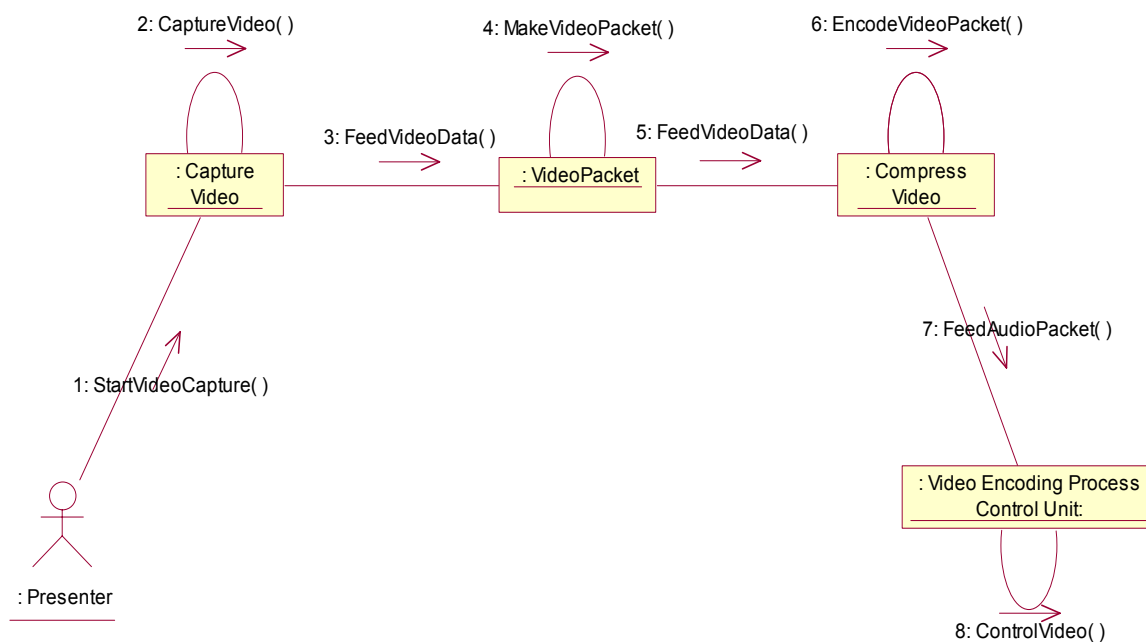 2: CaptureVideo( )
4: MakeVideoPacket( )
6: EncodeVideoPacket( )
3: FeedVideoData( )
5: FeedVideoData( )
: Capture
Video
: VideoPacket
: Compress
Video
7: FeedAudioPacket( )
1: StartVideoCapture( )
: Video Encoding Process
Control Unit:
: Presenter
8: ControlVideo( )